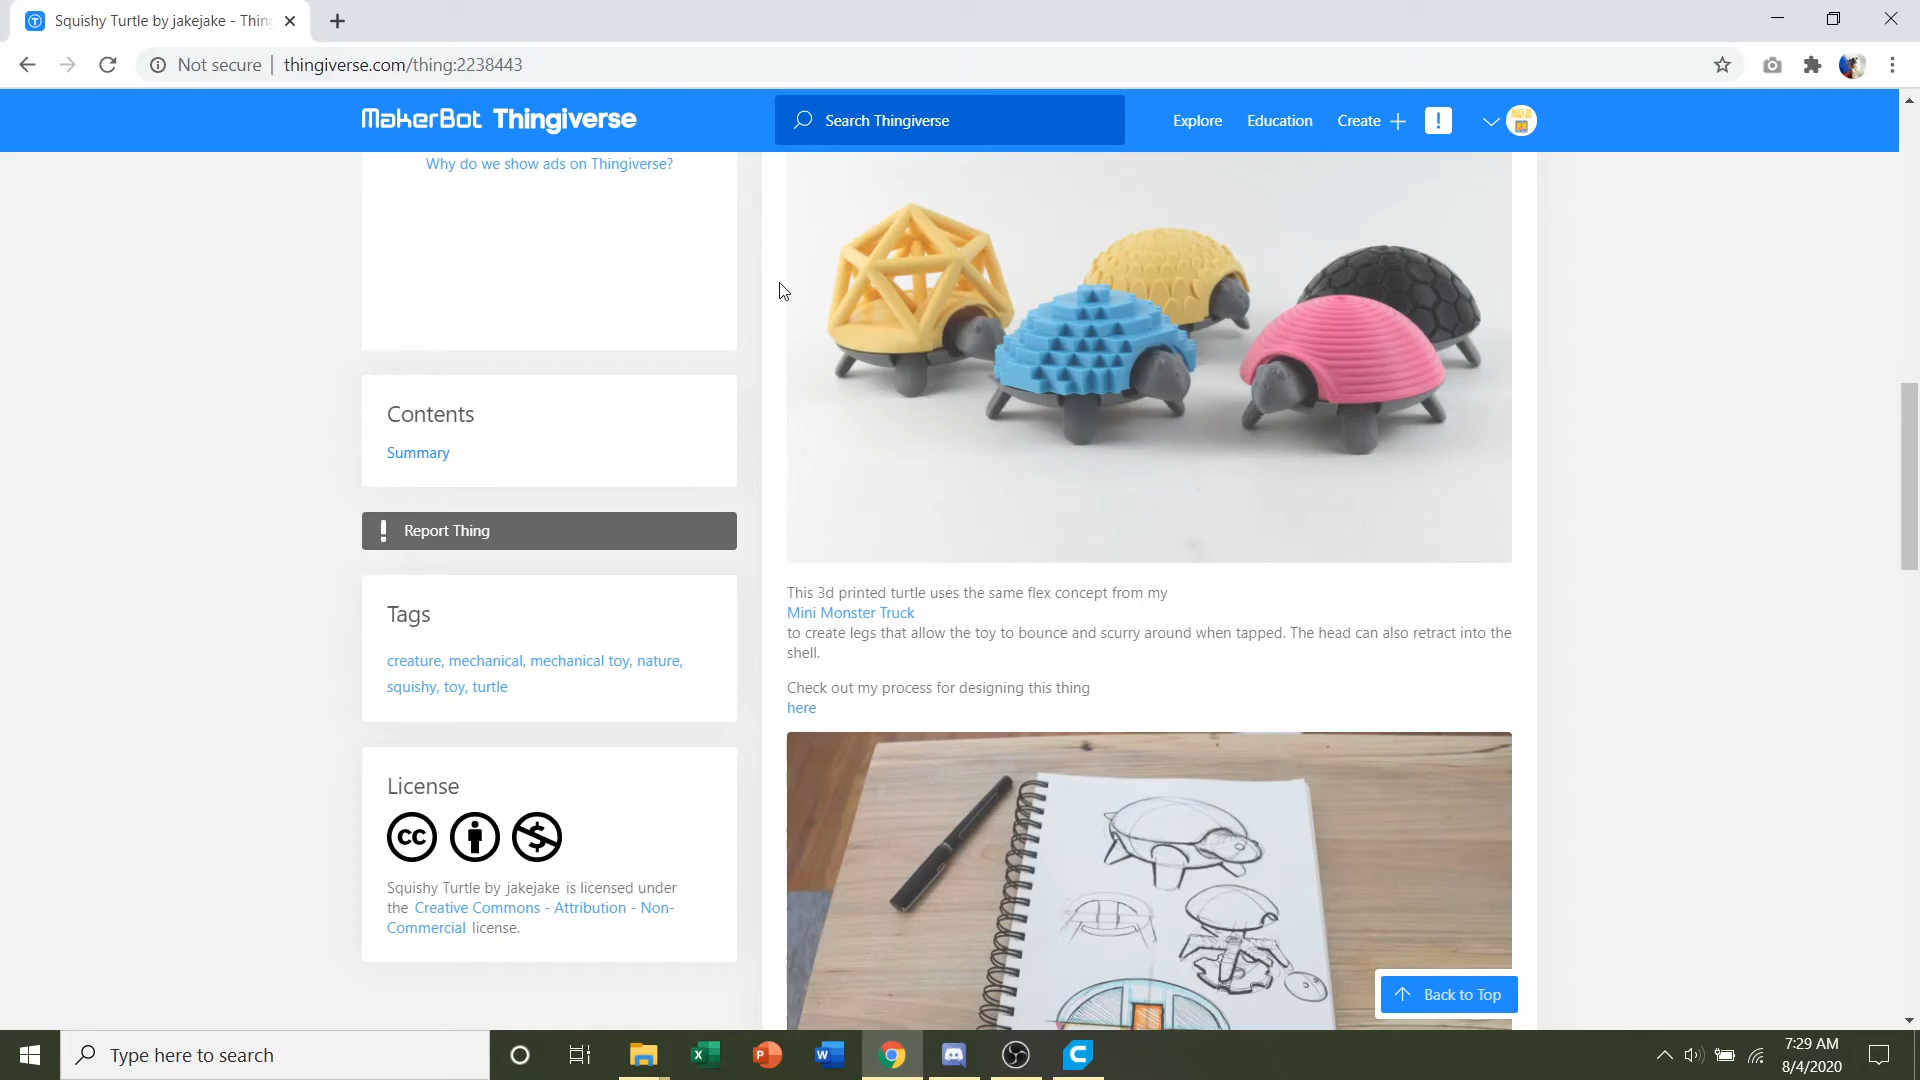 Squishy Turtle by jakejake - Thing
Not secure
thingiverse.com/thing:2238443
MakerBot Thingiverse
Search Thingiverse
Explore
Education
Create
Why do we show ads on Thingiverse?
Contents
Summary
Report Thing
Tags
creature, mechanical, mechanical toy, nature,
squishy, toy, turtle
License
cc
Squishy Turtle by jakejake is licensed under
the Creative Commons - Attribution - Non-
Commercial license.
This 3d printed turtle uses the same flex concept from my
Mini Monster Truck
to create legs that allow the toy to bounce and scurry around when tapped. The head can also retract into the
shell.
Check out my process for designing this thing
here
Back to Top
Type here to search
7:29 AM
8/4/2020